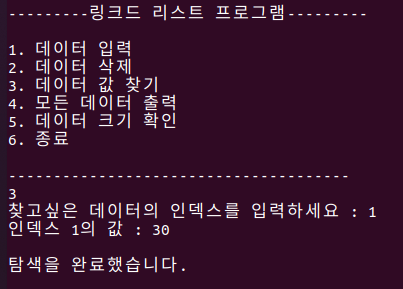 ---------링크드 리스트 프로그램---------
1. 데이터 입력
2. 데이터 삭제
3. 데이터 값 찾기
4. 모든 데이터 출력
5. 데이터 크기 확인
6. 종료
--------------------------------------
3
찾고싶은 데이터의 인덱스를 입력하세요 : 1
인덱스 1의 값 : 30
탐색을 완료했습니다.